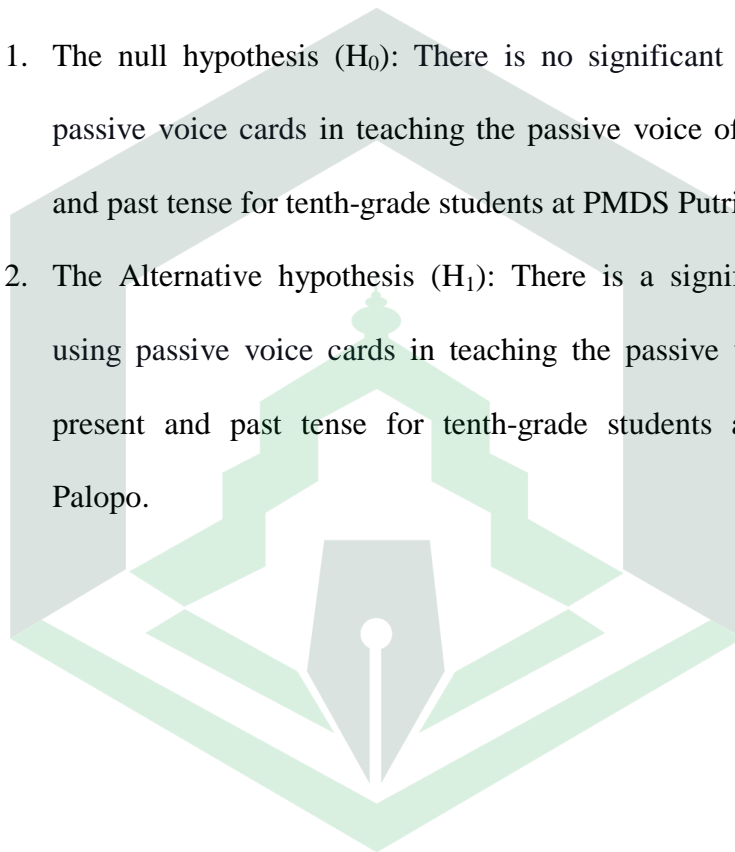 1. The null hypothesis (H₀): There is no significant
passive voice cards in teaching the passive voice of
and past tense for tenth-grade students at PMDS Putri
2. The Alternative hypothesis (H₁): There is a
using passive voice cards in teaching the passive
present and past tense for tenth-grade students
Palopo.